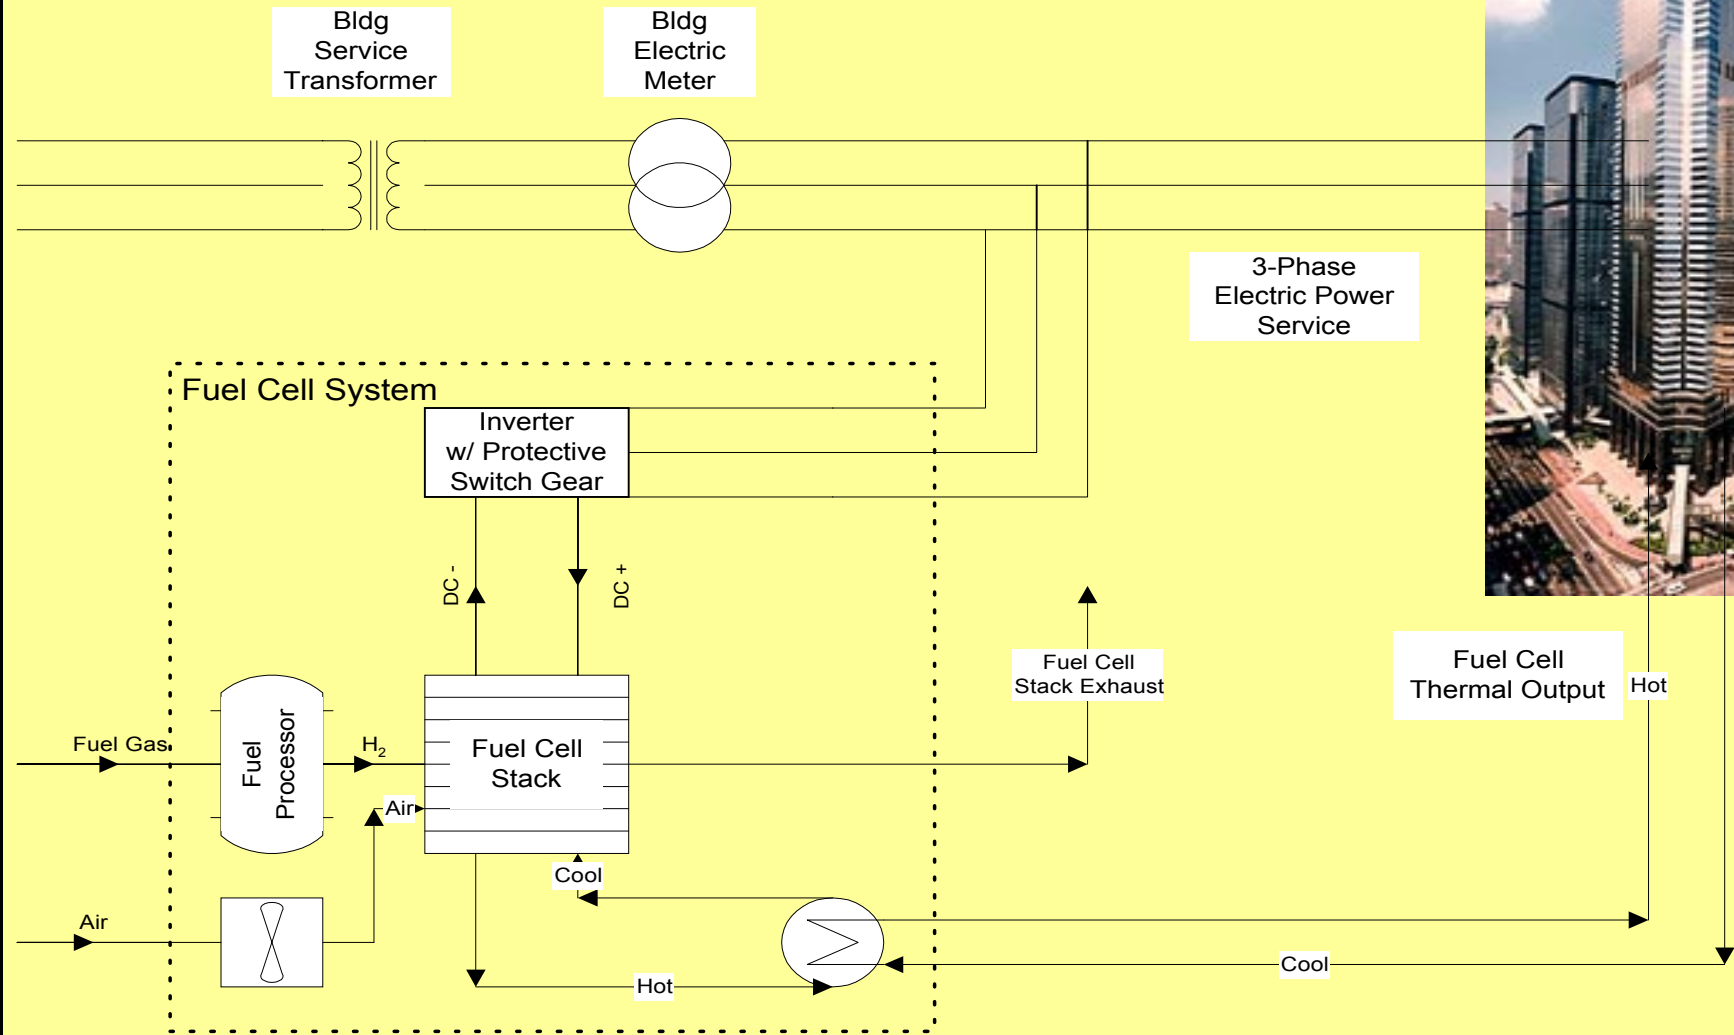 Bldg
Service
Transformer
Bldg
Electric
Meter
3-Phase
Electric Power
Service
Fuel Cell System
Inverter
w/ Protective
Switch Gear
DC -
DC +
Fuel Cell
Stack Exhaust
Fuel Cell
Thermal Output
Hot
Fuel Gas
Fuel
Processor
H₂
Fuel Cell
Stack
Air
Cool
Air
Cool
Hot